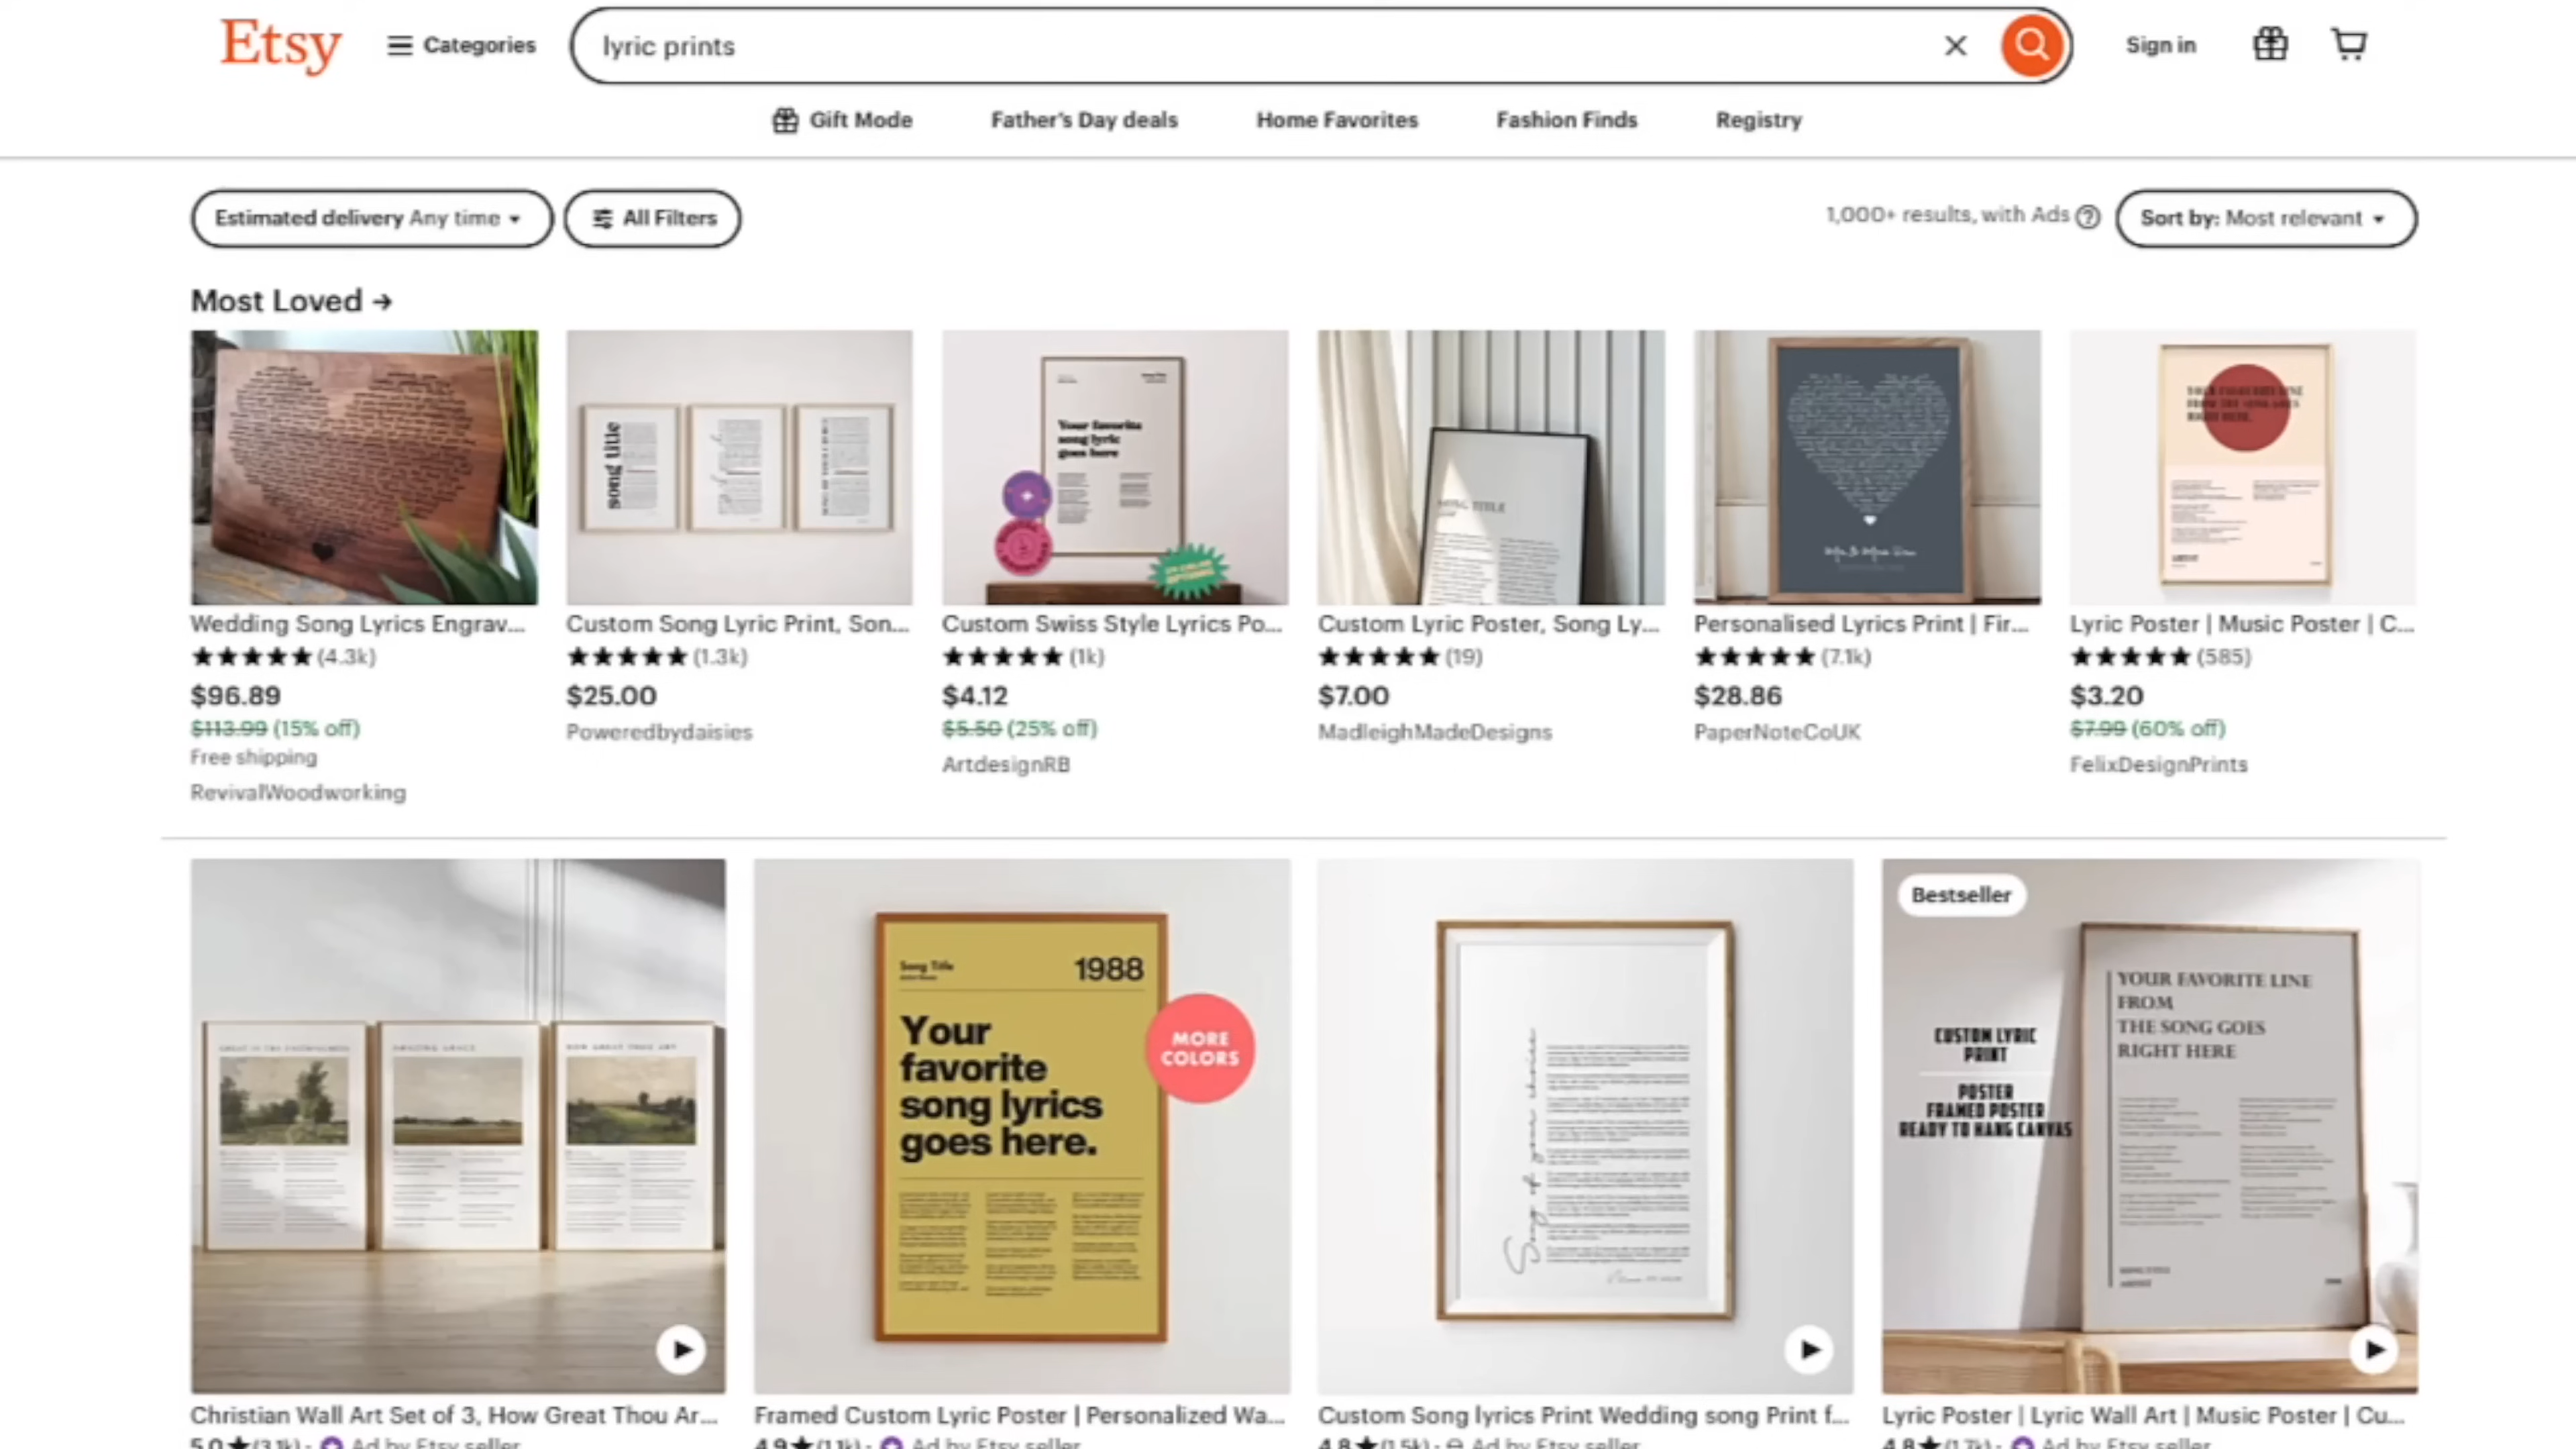 Etsy
Categories
lyric prints
Sign in
Gift Mode
Father's Day deals
Home Favorites
Fashion Finds
Registry
Estimated delivery Any time
All Filters
1,000+ results, with Ads
Sort by: Most relevant
Most Loved →
song title
Your favorite
song lyric
goes here
SONG TITLE
Wedding Song Lyrics Engrav...
(4.3k)
$96.89
$113.99 (15% off)
Free shipping
RevivalWoodworking
Custom Song Lyric Print, Son...
(1.3k)
$25.00
Poweredbydaisies
Custom Swiss Style Lyrics Po...
(1k)
$4.12
$5.50 (25% off)
ArtdesignRB
Custom Lyric Poster, Song Ly...
(19)
$7.00
MadleighMadeDesigns
Personalised Lyrics Print | Fir...
(7.1k)
$28.86
PaperNoteCoUK
Lyric Poster | Music Poster | C...
(585)
$3.20
$7.99 (60% off)
FelixDesignPrints
AMAZING GRACE
HOW GREAT THOU ART
Song Title
1988
Your
favorite
song lyrics
goes here.
MORE
COLORS
Song of your choice
Bestseller
CUSTOM LYRIC
PRINT
POSTER
FRAMED POSTER
READY TO HANG CANVAS
YOUR FAVORITE LINE
FROM
THE SONG GOES
RIGHT HERE
Christian Wall Art Set of 3, How Great Thou Ar...
5.0 (3.1k) · Ad by Etsy seller
Framed Custom Lyric Poster | Personalized Wa...
4.9 (1.1k) · Ad by Etsy seller
Custom Song lyrics Print Wedding song Print f...
4.8 (1.5k) · Ad by Etsy seller
Lyric Poster | Lyric Wall Art | Music Poster | Cu...
4.8 (1.7k) · Ad by Etsy seller